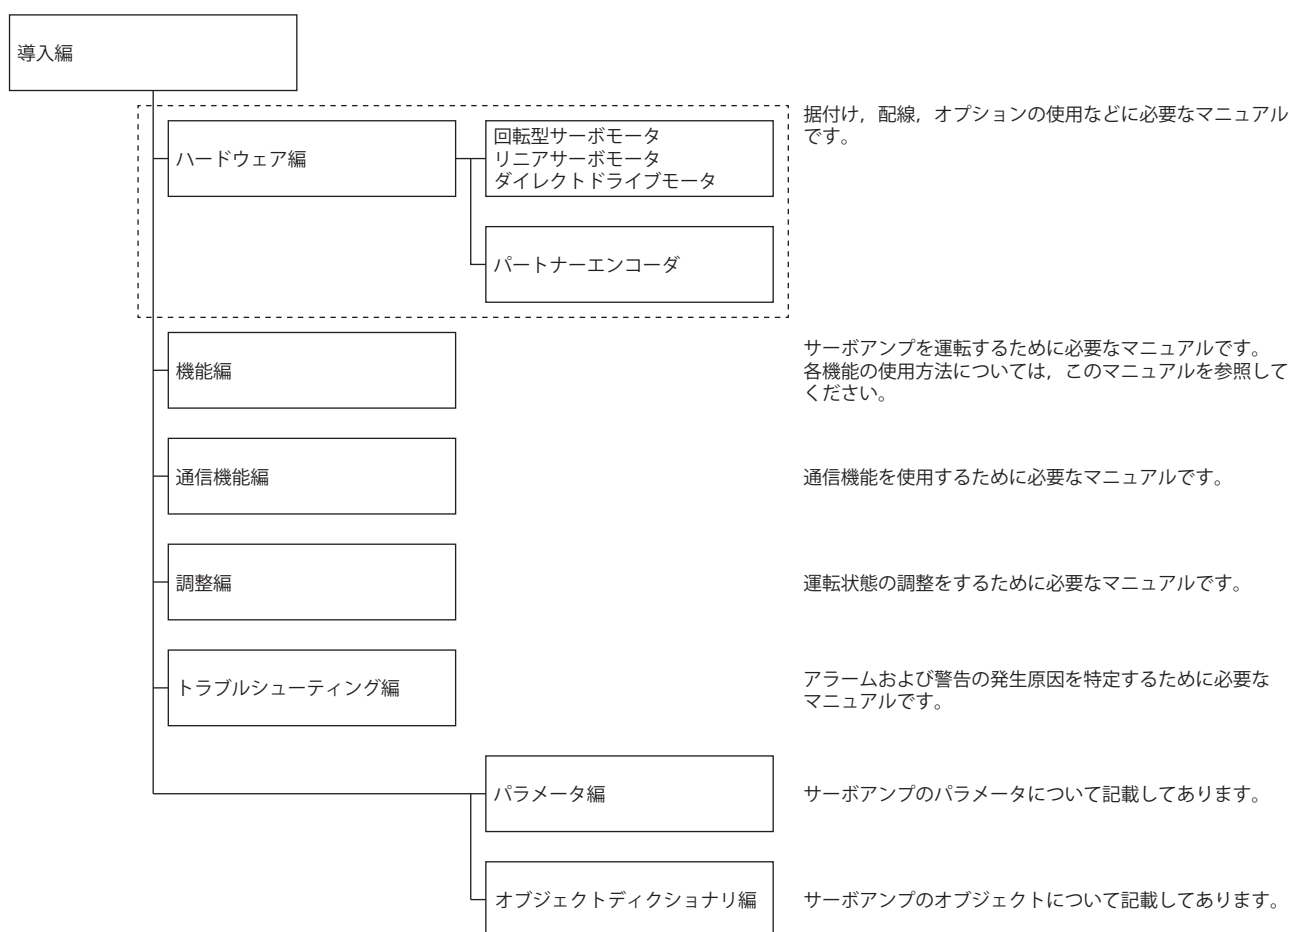 導入編
据付け，配線，オプションの使用などに必要なマニュアル
です。
ハードウェア編
回転型サーボモータ
リニアサーボモータ
ダイレクトドライブモータ
パートナーエンコーダ
機能編
サーボアンプを運転するために必要なマニュアルです。
各機能の使用方法については，このマニュアルを参照して
ください。
通信機能編
通信機能を使用するために必要なマニュアルです。
調整編
運転状態の調整をするために必要なマニュアルです。
トラブルシューティング編
アラームおよび警告の発生原因を特定するために必要な
マニュアルです。
パラメータ編
サーボアンプのパラメータについて記載してあります。
オブジェクトディクショナリ編
サーボアンプのオブジェクトについて記載してあります。